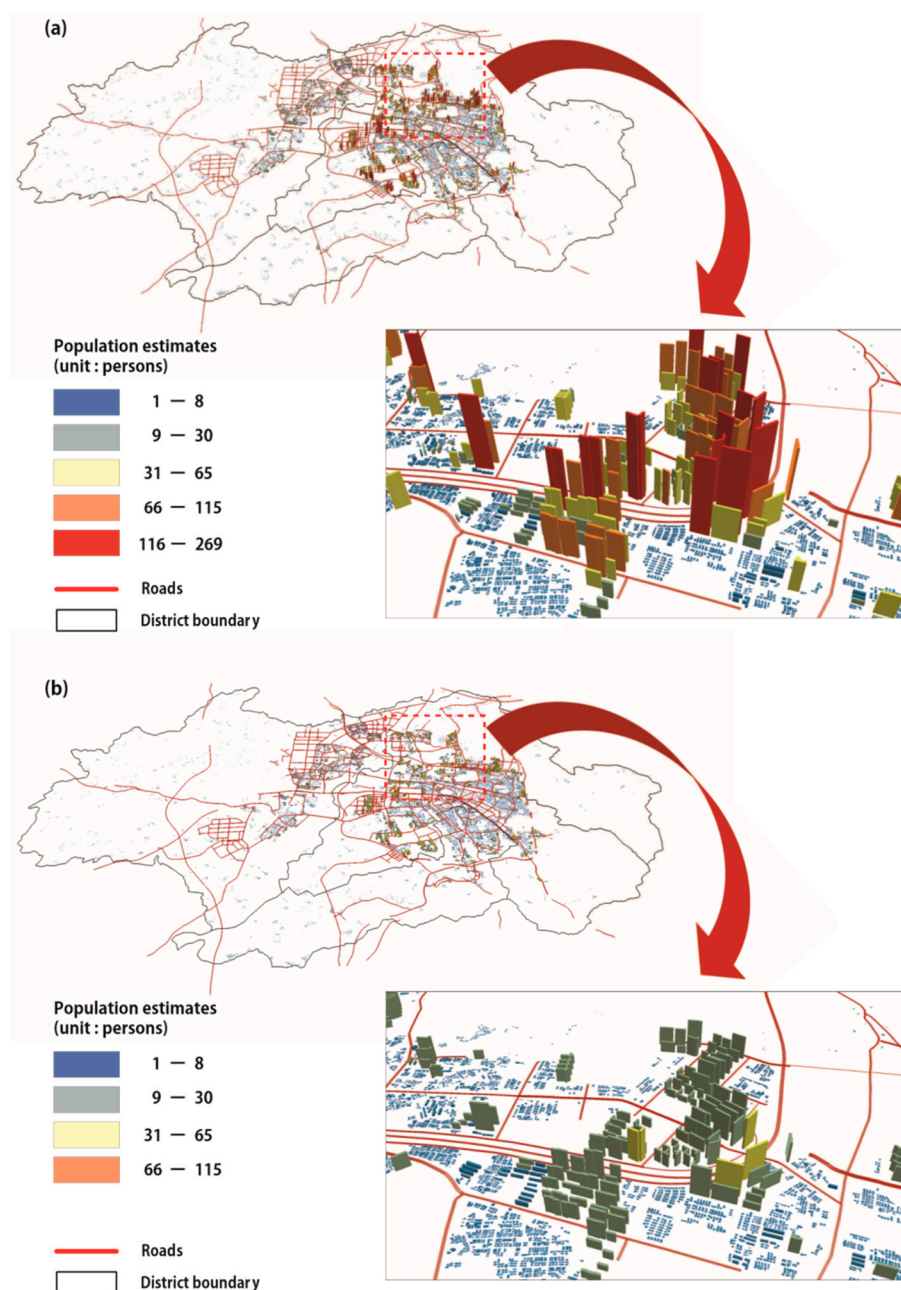 (a)
Population estimates
(unit : persons)
1 — 8
9 — 30
31 — 65
66 — 115
116 — 269
Roads
District boundary
(b)
Population estimates
(unit : persons)
1 — 8
9 — 30
31 — 65
66 — 115
Roads
District boundary